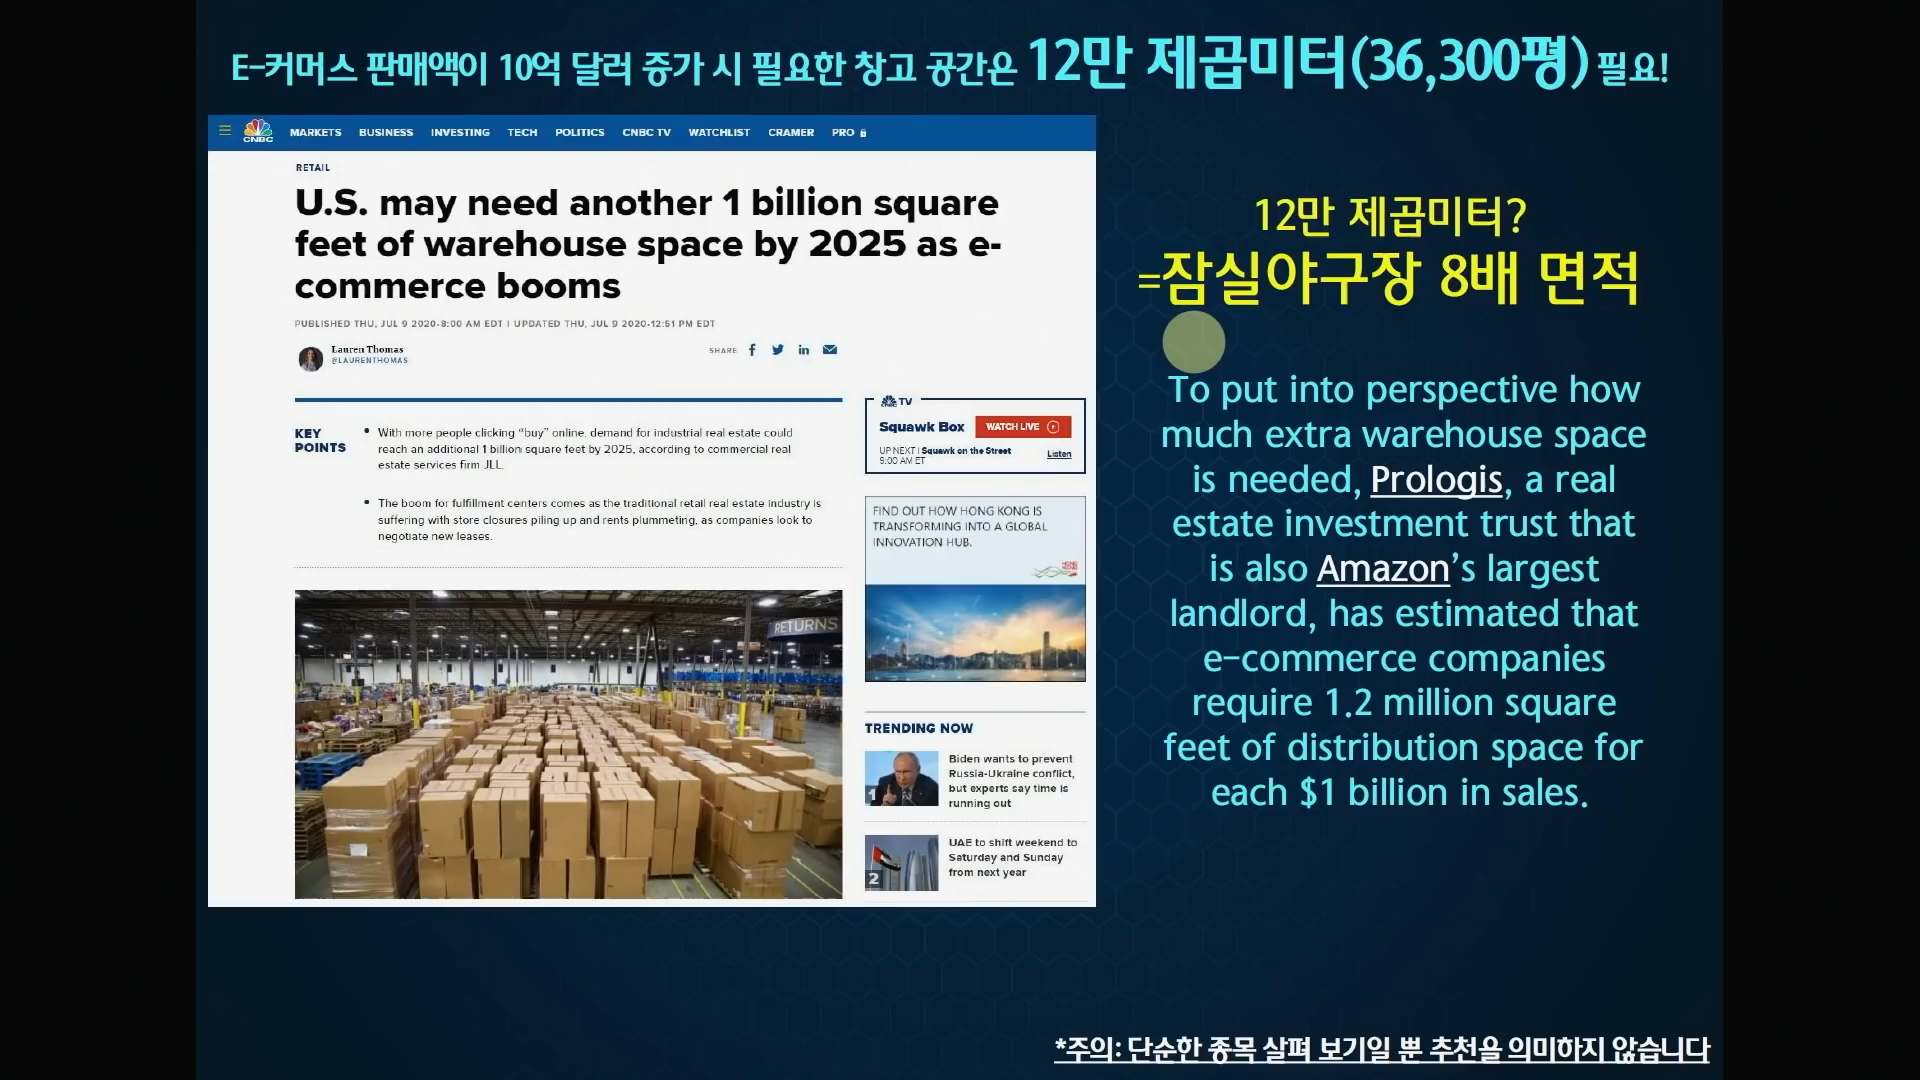 E-커머스 판매액이 10억 달러 증가 시 필요한 창고 공간은 12만 제곱미터(36,300평) 필요!
CNBC
MARKETS BUSINESS INVESTING TECH POLITICS CNBC TV WATCHLIST CRAMER PRO
RETAIL
U.S. may need another 1 billion square
feet of warehouse space by 2025 as e-
commerce booms
PUBLISHED THU, JUL 9 2020•8:00 AM EDT | UPDATED THU, JUL 9 2020•12:51 PM EDT
Lauren Thomas
@LAURENTHOMAS
SHARE
KEY
POINTS
• With more people clicking “buy” online, demand for industrial real estate could
reach an additional 1 billion square feet by 2025, according to commercial real
estate services firm JLL.
• The boom for fulfillment centers comes as the traditional retail real estate industry is
suffering with store closures piling up and rents plummeting, as companies look to
negotiate new leases.
RETURNS
TV
Squawk Box
WATCH LIVE
UP NEXT | Squawk on the Street
9:00 AM ET
Listen
FIND OUT HOW HONG KONG IS
TRANSFORMING INTO A GLOBAL
INNOVATION HUB.
TRENDING NOW
1
Biden wants to prevent
Russia-Ukraine conflict,
but experts say time is
running out
2
UAE to shift weekend to
Saturday and Sunday
from next year
12만 제곱미터?
=잠실야구장 8배 면적
To put into perspective how
much extra warehouse space
is needed, Prologis, a real
estate investment trust that
is also Amazon’s largest
landlord, has estimated that
e-commerce companies
require 1.2 million square
feet of distribution space for
each $1 billion in sales.
*주의: 단순한 종목 살펴 보기일 뿐 추천을 의미하지 않습니다